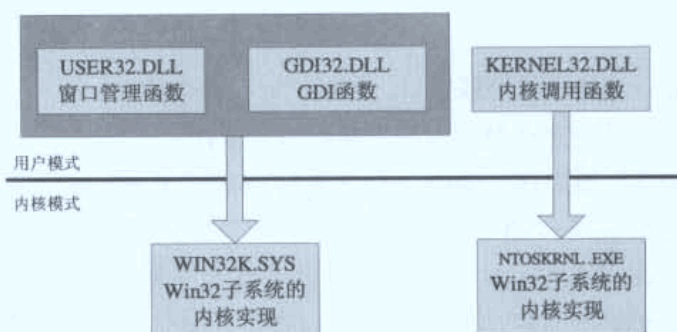 USER32.DLL
窗口管理函数
GDI32.DLL
GDI函数
KERNEL32.DLL
内核调用函数
用户模式
内核模式
WIN32K.SYS
Win32子系统的
内核实现
NTOSKRNL .EXE
Win32子系统的
内核实现